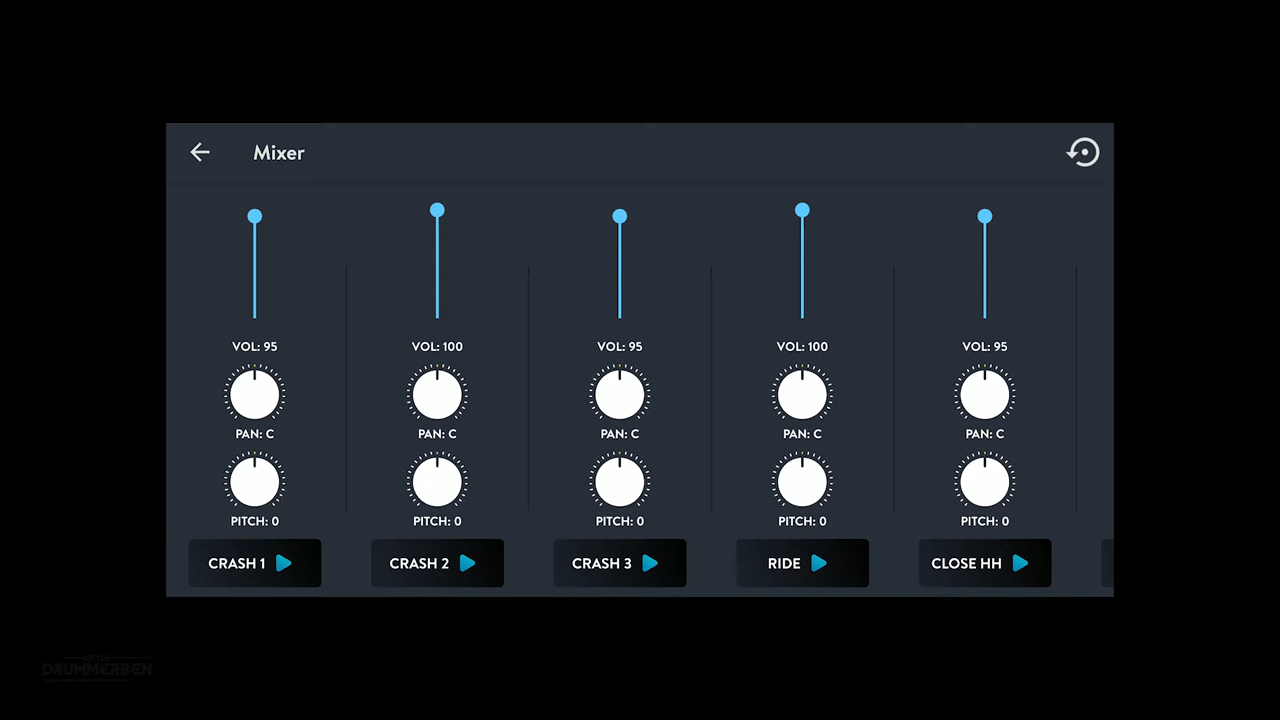 Mixer
VOL: 95 VOL: 100 VOL: 95 VOL: 100 VOL: 95
PAN: C PAN: C PAN: C PAN: C PAN: C
PITCH: 0 PITCH: 0 PITCH: 0 PITCH: 0 PITCH: 0
CRASH 1 CRASH 2 CRASH 3 RIDE CLOSE HH
LITTLE
DRUMMERBEN